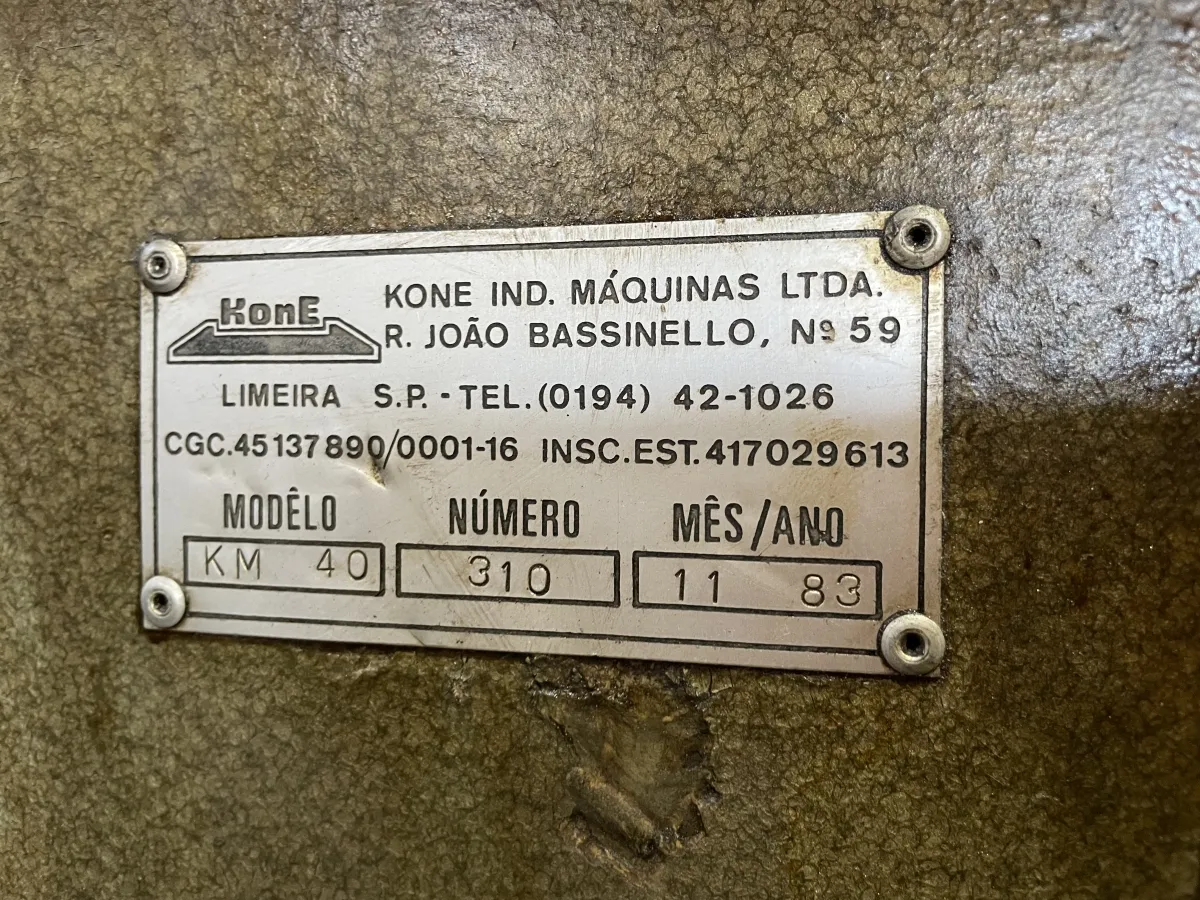 KonE
KONE IND. MÁQUINAS LTDA.
R. JOÃO BASSINELLO, Nº 59
LIMEIRA S.P. - TEL. (0194) 42-1026
CGC.45137890/0001-16 INSC.EST.417029613
MODÊLO NÚMERO MÊS/ANO
KM 40 310 11 83